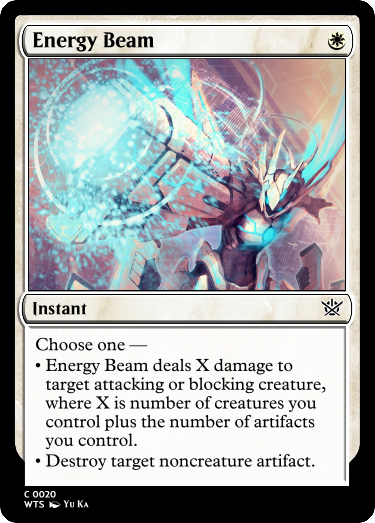 Energy Beam
Instant
Choose one —
• Energy Beam deals X damage to
target attacking or blocking creature,
where X is number of creatures you
control plus the number of artifacts
you control.
• Destroy target noncreature artifact.
C 0020
WTS Yu Ka